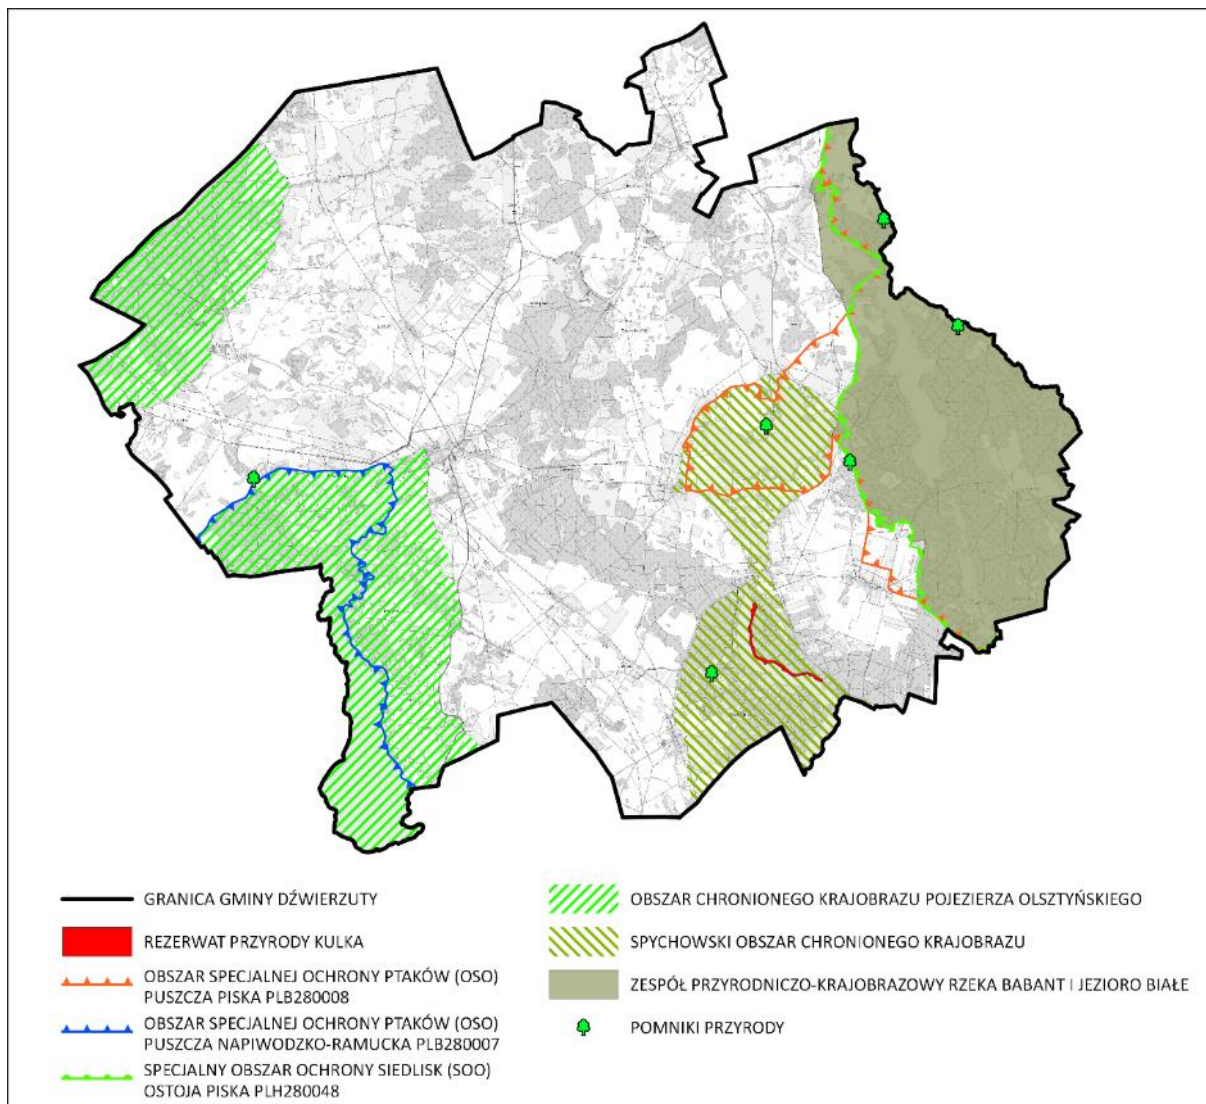 GRANICA GMINY DŹWIERZUTY
REZERWAT PRZYRODY KULKA
OBSZAR SPECJALNEJ OCHRONY PTAKÓW (OSO)
PUSZCZA PISKA PLB280008
OBSZAR SPECJALNEJ OCHRONY PTAKÓW (OSO)
PUSZCZA NAPIWODZKO-RAMUCKA PLB280007
SPECJALNY OBSZAR OCHRONY SIEDLISK (SOO)
OSTOJA PISKA PLH280048
OBSZAR CHRONIONEGO KRAJOBRAZU POJEZIERZA OLSZTYŃSKIEGO
SPYCHOWSKI OBSZAR CHRONIONEGO KRAJOBRAZU
ZESPÓŁ PRZYRODNICZO-KRAJOBRAZOWY RZEKA BABANT I JEZIORO BIAŁE
POMNIKI PRZYRODY